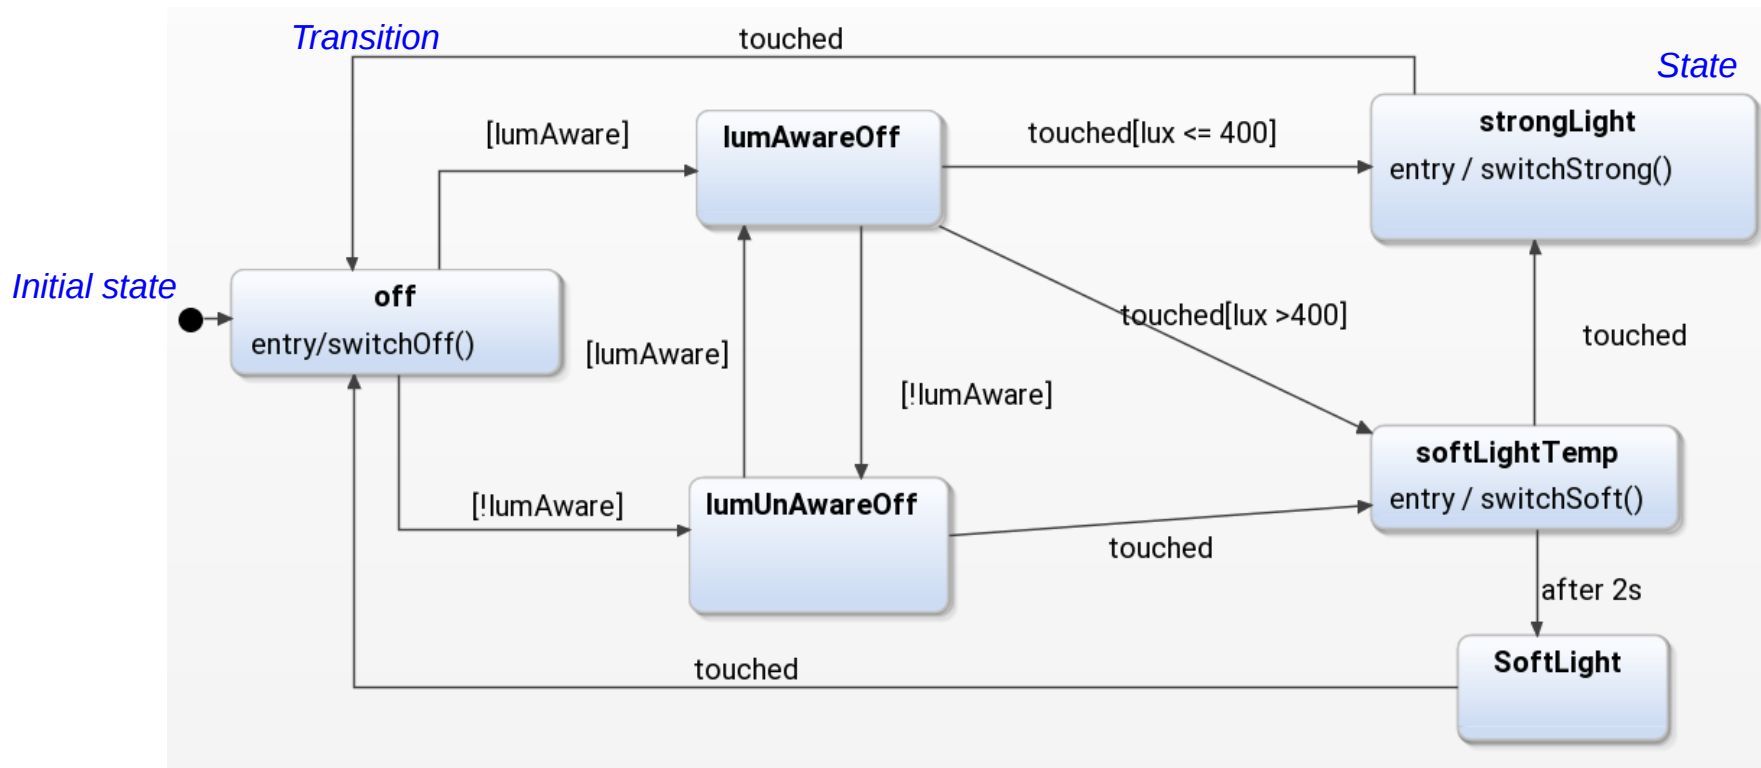 Transition
touched
State
[lumAware]
lumAwareOff
touched[lux <= 400]
strongLight
entry / switchStrong()
Initial state
off
entry/switchOff()
[lumAware]
touched[lux >400]
touched
[!lumAware]
softLightTemp
entry / switchSoft()
[!lumAware]
lumUnAwareOff
touched
after 2s
touched
SoftLight